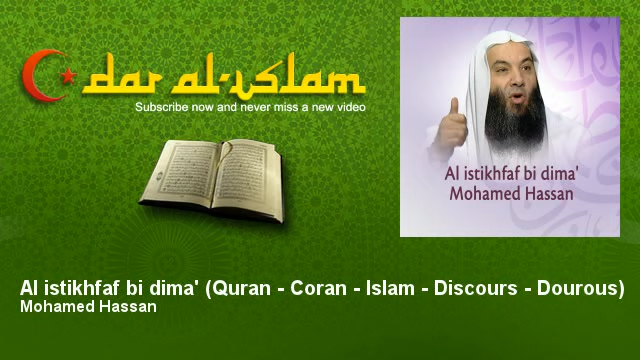 dar al-islam
Subscribe now and never miss a new video
Al istikhfaf bi dima'
Mohamed Hassan
Al istikhfaf bi dima' (Quran - Coran - Islam - Discours - Dourous)
Mohamed Hassan